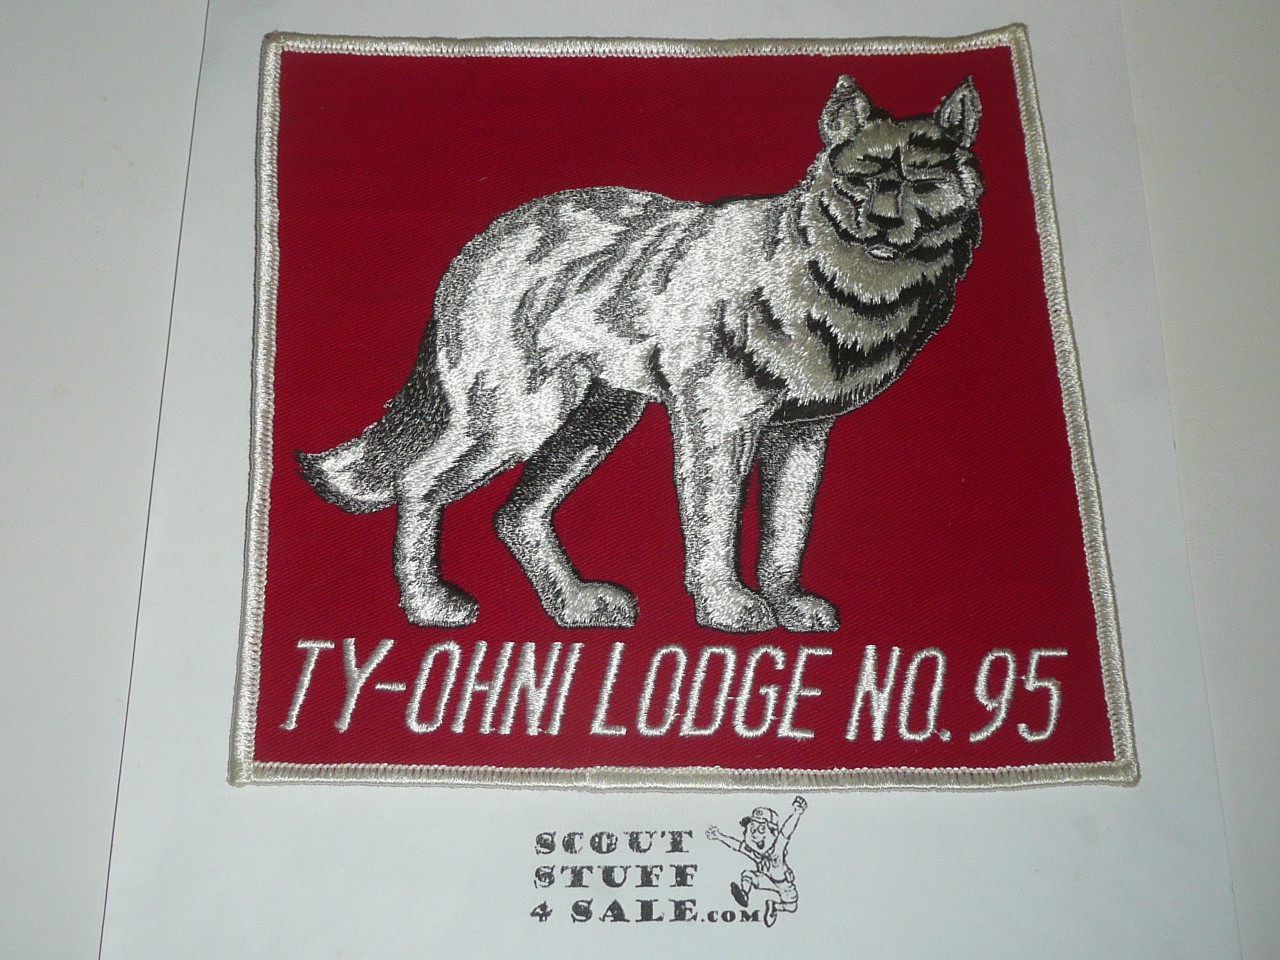 TY-OHNI LODGE NO. 95
SCOUT
STUFF
4 SALE.COM